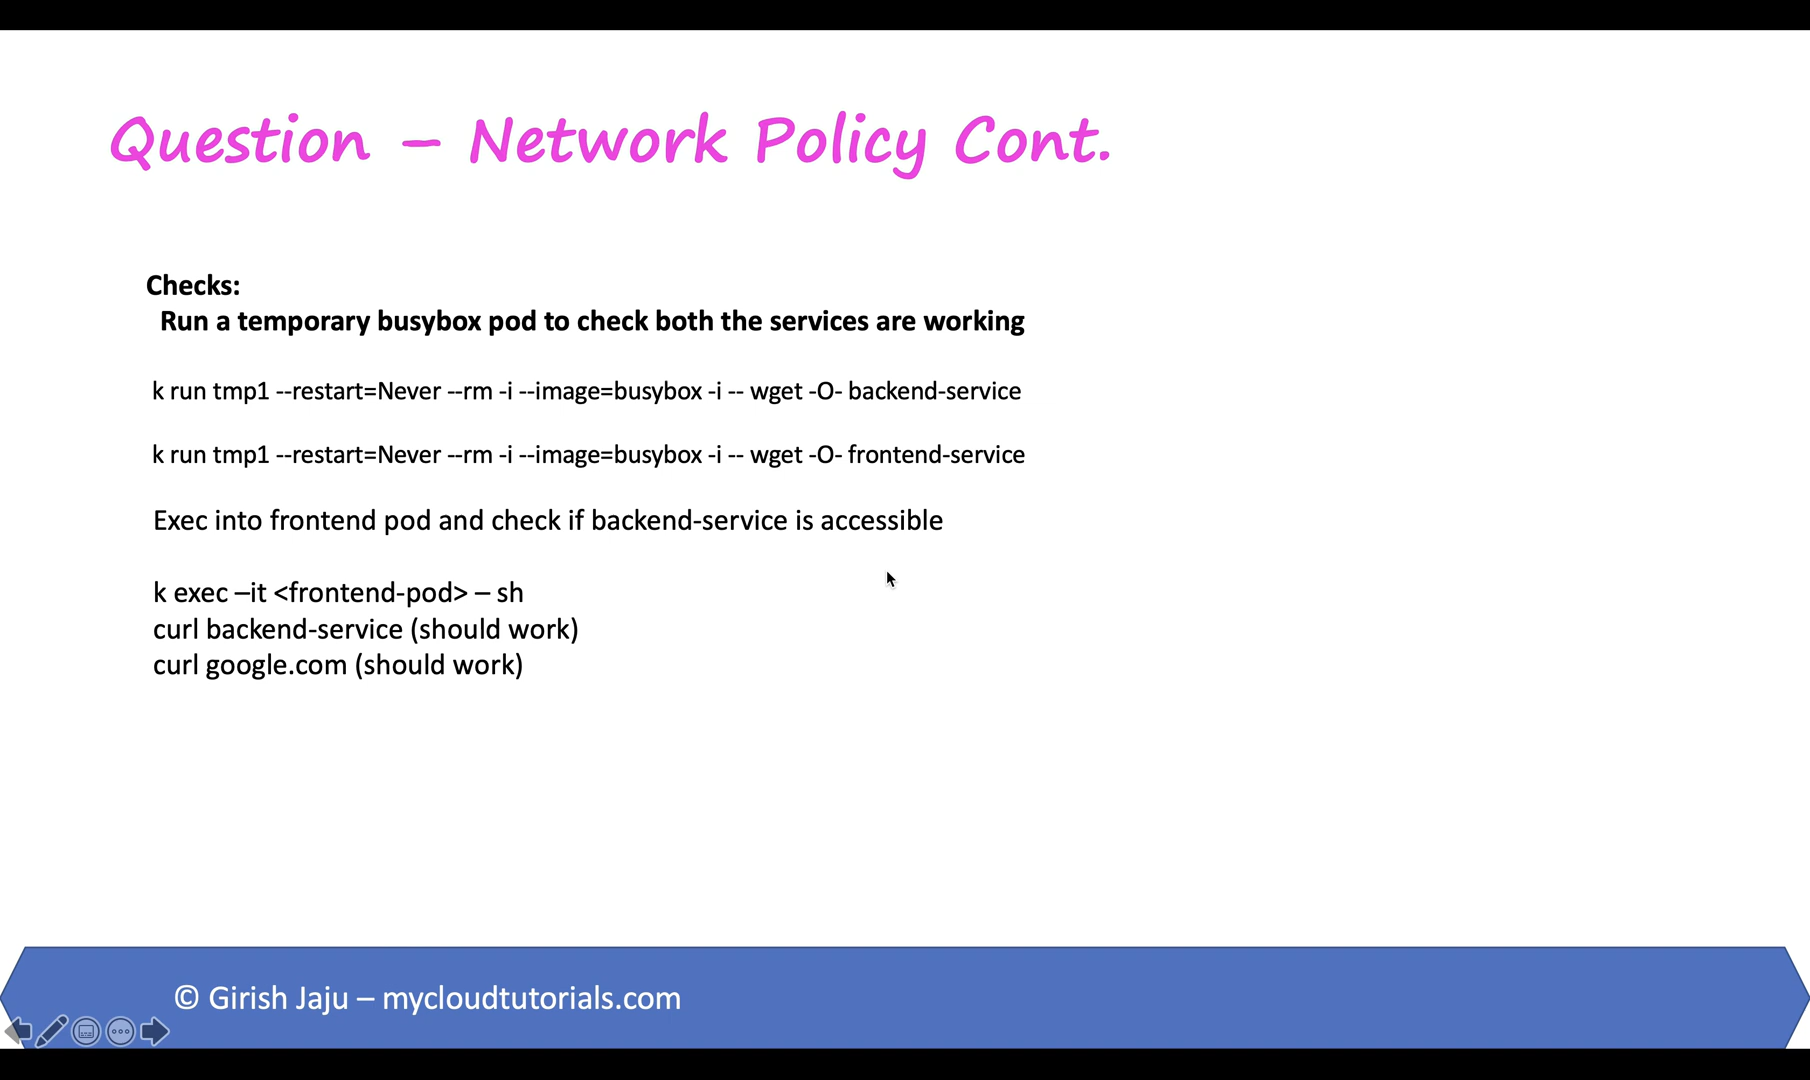 Question – Network Policy Cont.
Checks:
Run a temporary busybox pod to check both the services are working
k run tmp1 --restart=Never --rm -i --image=busybox -i -- wget -O- backend-service
k run tmp1 --restart=Never --rm -i --image=busybox -i -- wget -O- frontend-service
Exec into frontend pod and check if backend-service is accessible
k exec –it <frontend-pod> – sh
curl backend-service (should work)
curl google.com (should work)
© Girish Jaju – mycloudtutorials.com